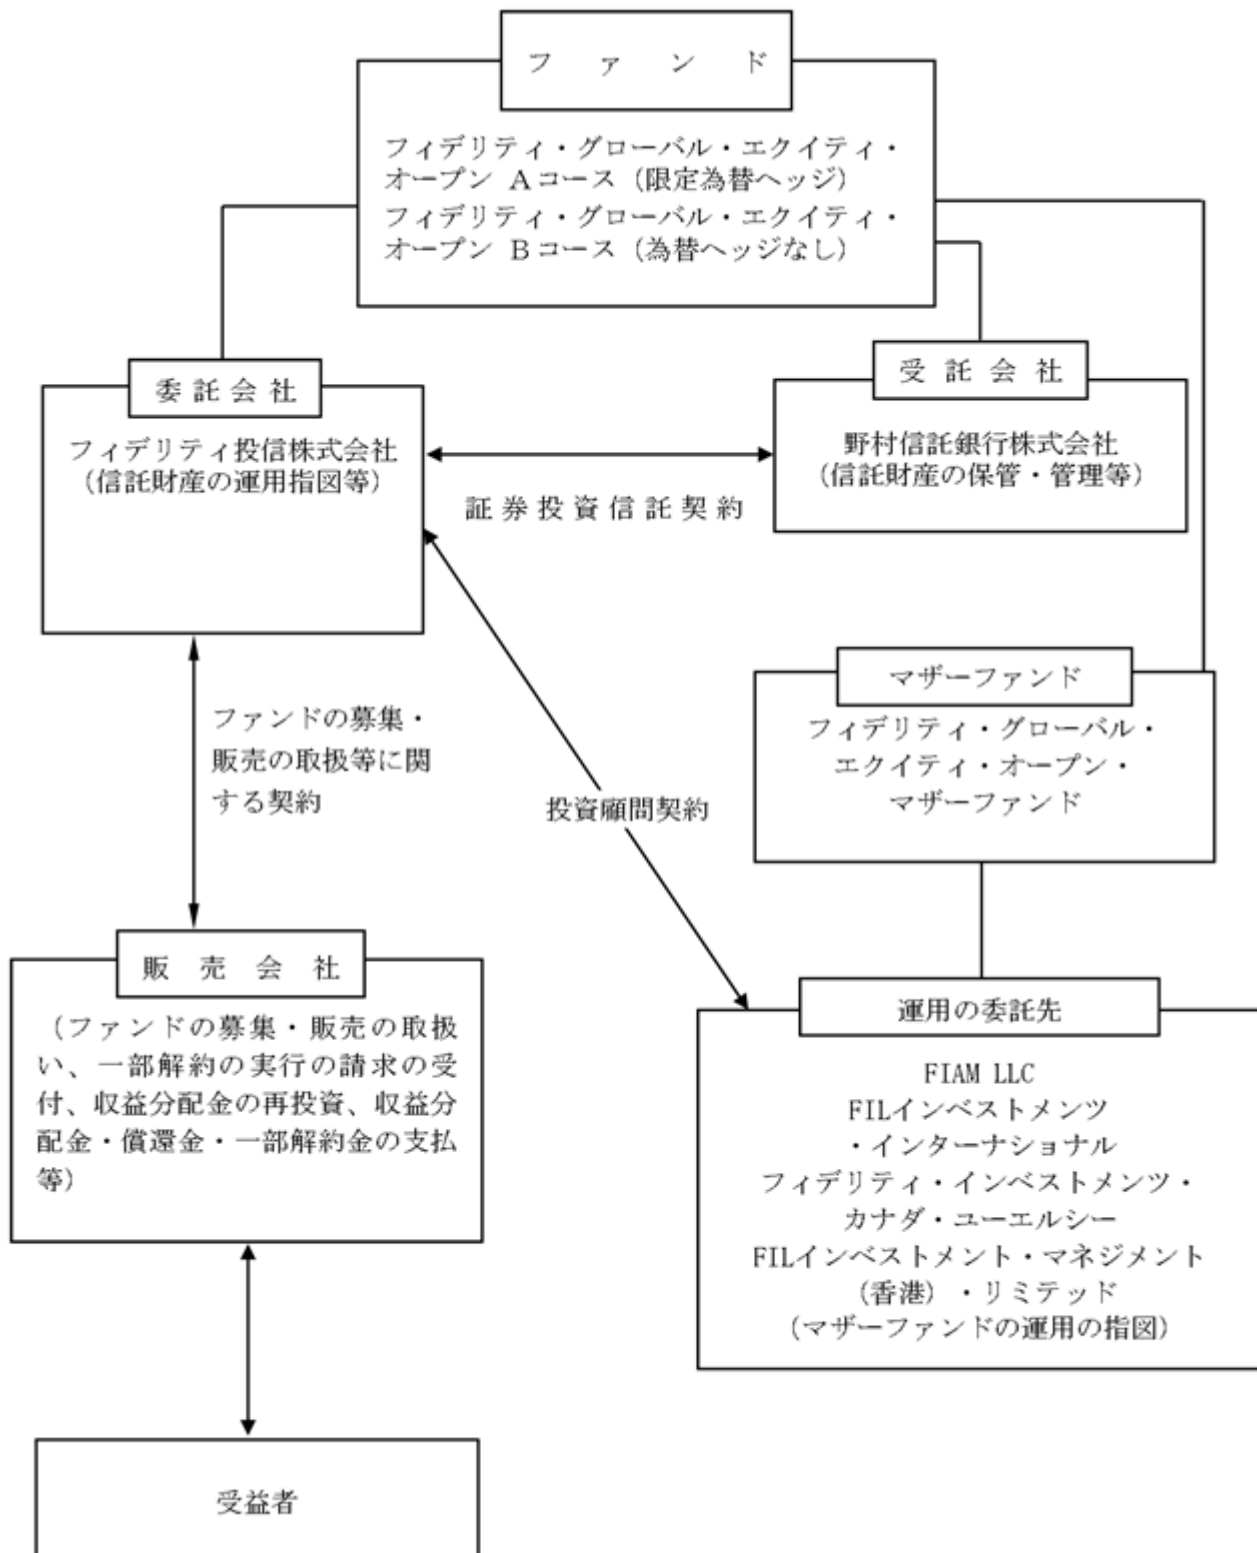 ファンド
フィデリティ・グローバル・エクイティ・
オープン Ａコース（限定為替ヘッジ）
フィデリティ・グローバル・エクイティ・
オープン Ｂコース（為替ヘッジなし）
委託会社
フィデリティ投信株式会社
（信託財産の運用指図等）
受託会社
野村信託銀行株式会社
（信託財産の保管・管理等）
証券投資信託契約
ファンドの募集・
販売の取扱等に関
する契約
投資顧問契約
マザーファンド
フィデリティ・グローバル・
エクイティ・オープン・
マザーファンド
販売会社
（ファンドの募集・販売の取扱
い、一部解約の実行の請求の受
付、収益分配金の再投資、収益分
配金・償還金・一部解約金の支払
等）
運用の委託先
FIAM LLC
FILインベストメンツ
・インターナショナル
フィデリティ・インベストメンツ・
カナダ・ユーエルシー
FILインベストメント・マネジメント
（香港）・リミテッド
（マザーファンドの運用の指図）
受益者